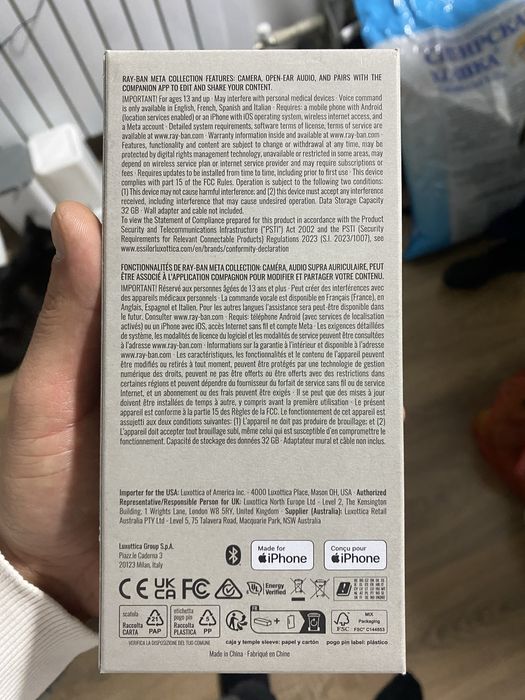 RAY-BAN META COLLECTION FEATURES: CAMERA, OPEN-EAR AUDIO, AND PAIRS WITH THE
COMPANION APP TO EDIT AND SHARE YOUR CONTENT.
IMPORTANT! For ages 13 and up · May interfere with personal medical devices · Voice command
is only available in English, French, Spanish and Italian · Requires: a mobile phone with Android
(location services enabled) or an iPhone with iOS operating system, wireless internet access, and
a Meta account · Detailed system requirements, software terms of license, terms of service are
available at www.ray-ban.com · Warranty information inside and available at www.ray-ban.com ·
Features, functionality and content are subject to change or withdrawal at any time, may be
protected by digital rights management technology, unavailable or restricted in some areas, may
depend on wireless service plan or internet service provider and may include subscriptions or
fees · Requires updates to be installed from time to time, including prior to first use · This device
complies with part 15 of the FCC Rules. Operation is subject to the following two conditions:
(1) This device may not cause harmful interference; and (2) this device must accept any interference
received, including interference that may cause undesired operation. Data Storage Capacity
32 GB · Wall adapter and cable not included.
To view the Statement of Compliance prepared for this product in accordance with the Product
Security and Telecommunications Infrastructure ("PSTI") Act 2002 and the PSTI (Security
Requirements for Relevant Connectable Products) Regulations 2023 (S.I. 2023/1007), see
www.essilorluxottica.com/en/brands/conformity-declaration
FONCTIONNALITÉS DE RAY-BAN META COLLECTION: CAMÉRA, AUDIO SUPRA AURICULAIRE, PEUT
ÊTRE ASSOCIÉ À L'APPLICATION COMPAGNON POUR MODIFIER ET PARTAGER VOTRE CONTENU.
IMPORTANT! Réservé aux personnes âgées de 13 ans et plus · Peut créer des interférences avec
des appareils médicaux personnels · La commande vocale est disponible en Français (France), en
Anglais, Espagnol et Italien. Pour les autres langues l'assistance sera disponible dans
le futur. Consulter www.ray-ban.com · Requis: téléphone Android (avec services de localisation
activés) ou un iPhone avec iOS, accès Internet sans fil et compte Meta · Les exigences détaillées
de système, les modalités de licence du logiciel et les modalités de service peuvent être consultées
à l'adresse www.ray-ban.com · Informations sur la garantie à l'intérieur et disponible à l'adresse
www.ray-ban.com · Les caractéristiques, les fonctionnalités et le contenu de l'appareil peuvent
être modifiés ou retirés à tout moment, peuvent être protégés par une technologie de gestion
numérique des droits, peuvent ne pas être offerts ou être offerts avec des restrictions dans
certaines régions et peuvent dépendre du fournisseur du forfait de service sans fil ou de service
Internet, et un abonnement ou des frais peuvent être exigés · Il se peut que des mises à jour
doivent être installées de temps à autre, y compris avant la première utilisation · Le présent
appareil est conforme à la partie 15 des Règles de la FCC. Le fonctionnement de cet appareil est
assujetti aux deux conditions suivantes: (1) L'appareil ne doit pas produire de brouillage; et (2)
L'appareil doit accepter tout brouillage subi, même celui qui est susceptible d'en compromettre le
fonctionnement. Capacité de stockage des données 32 GB · Adaptateur mural et câble non inclus.
Importer for the USA: Luxottica of America Inc. - 4000 Luxottica Place, Mason OH, USA · Authorized
Representative/Responsible Person for UK: Luxottica North Europe Ltd - Level 2, The Kensington
Building, 1 Wrights Lane, London W8 5RY, United Kingdom · Supplier (Australia): Luxottica Retail
Australia PTY Ltd - Level 5, 75 Talavera Road, Macquarie Park, NSW Australia
Luxottica Group S.p.A.
Piazz.le Cadorna 3
20123 Milan, Italy
Made for
iPhone
Conçu pour
iPhone
CE UK CA FC
UL Energy Verified
scatola
Raccolta
CARTA
21
PAP
etichetta
pogo pin
Raccolta
PLASTICA
5
PP
FR
FSC
MIX
Packaging
FSC® C144853
VERIFICA LA DISPOSIZIONE DEL TUO COMUNE
caja y temple sleeve: papel y cartón
pogo pin label: plástico
Made in China · Fabriqué en Chine